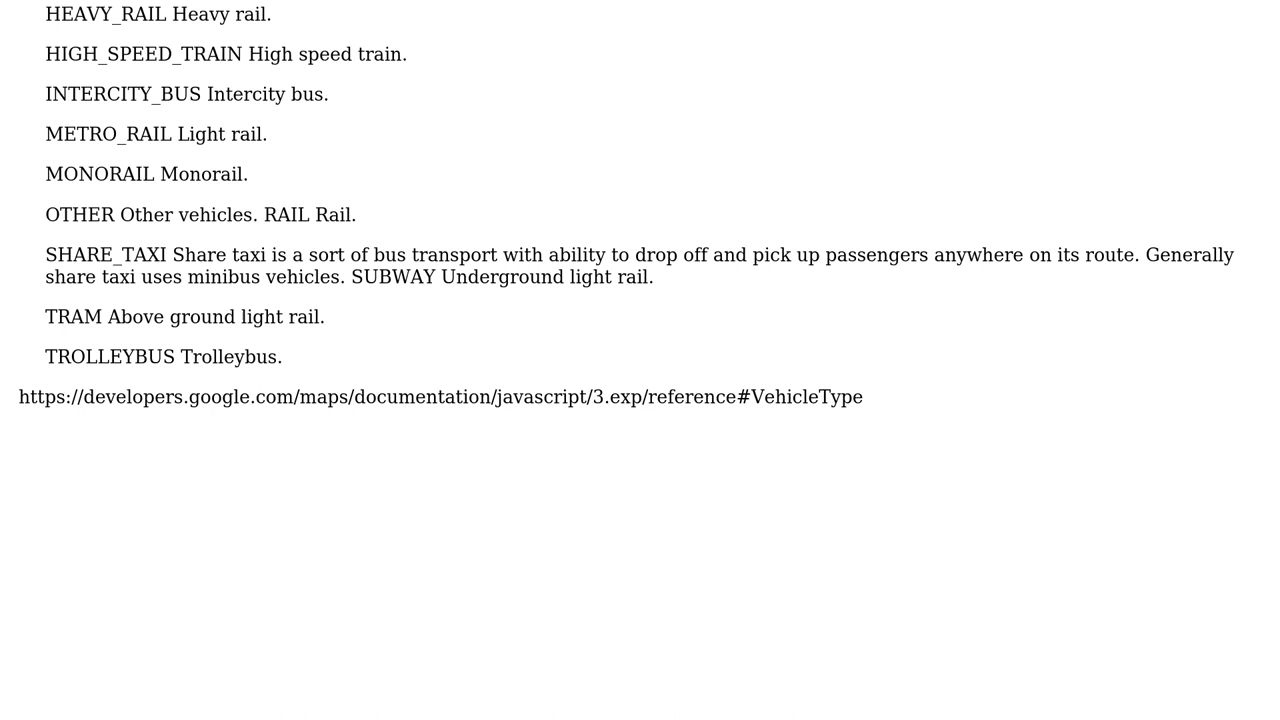 HEAVY_RAIL Heavy rail.
HIGH_SPEED_TRAIN High speed train.
INTERCITY_BUS Intercity bus.
METRO_RAIL Light rail.
MONORAIL Monorail.
OTHER Other vehicles. RAIL Rail.
SHARE_TAXI Share taxi is a sort of bus transport with ability to drop off and pick up passengers anywhere on its route. Generally
share taxi uses minibus vehicles. SUBWAY Underground light rail.
TRAM Above ground light rail.
TROLLEYBUS Trolleybus.
https://developers.google.com/maps/documentation/javascript/3.exp/reference#VehicleType